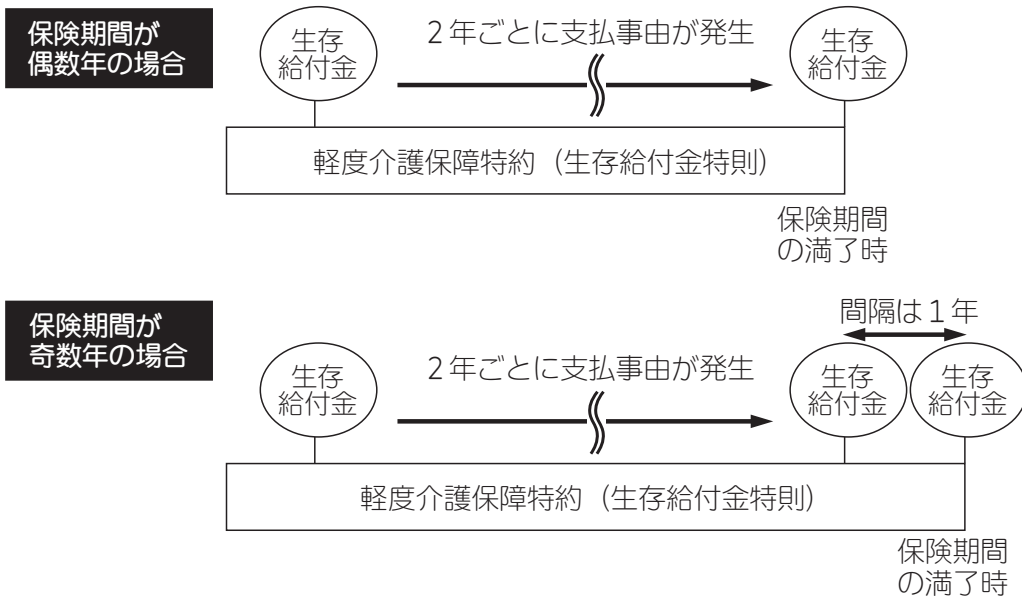 保険期間が
偶数年の場合
生存
給付金
2年ごとに支払事由が発生
生存
給付金
軽度介護保障特約（生存給付金特則）
保険期間
の満了時
保険期間が
奇数年の場合
間隔は1年
生存
給付金
2年ごとに支払事由が発生
生存
給付金
生存
給付金
軽度介護保障特約（生存給付金特則）
保険期間
の満了時